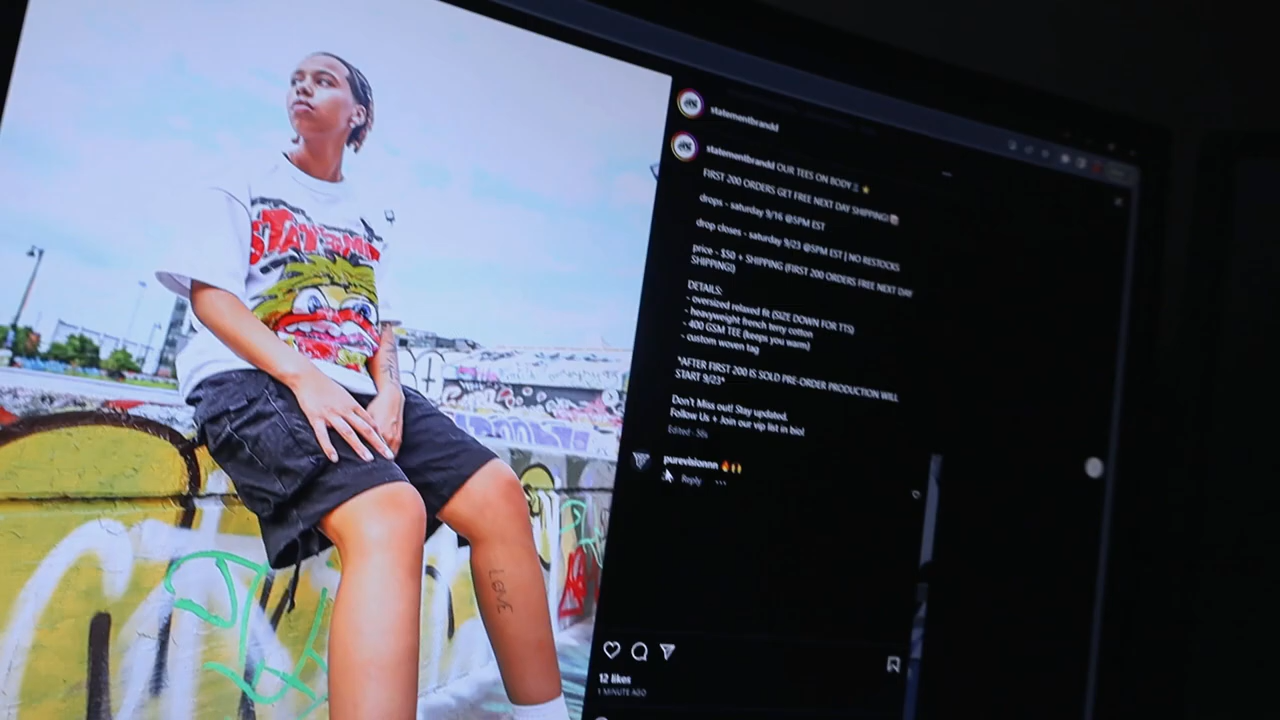 statementbrandd
statementbrandd OUR TEES ON BODY
FIRST 200 ORDERS GET FREE NEXT DAY SHIPPING!
drops - saturday 9/16 @5PM EST
drop closes - saturday 9/23 @5PM EST | NO RESTOCKS
price - $50 + SHIPPING (FIRST 200 ORDERS FREE NEXT DAY
SHIPPING!)
DETAILS:
- oversized relaxed fit (SIZE DOWN FOR TTS)
- heavyweight french terry cotton
- 400 GSM TEE (keeps you warm)
- custom woven tag
*AFTER FIRST 200 IS SOLD PRE-ORDER PRODUCTION WILL
START 9/23*
Don't Miss out! Stay updated.
Follow Us + Join our vip list in bio!
Edited ·
purevisionnn
Reply
12 likes
1 MINUTE AGO
STATEMENT
LOVE